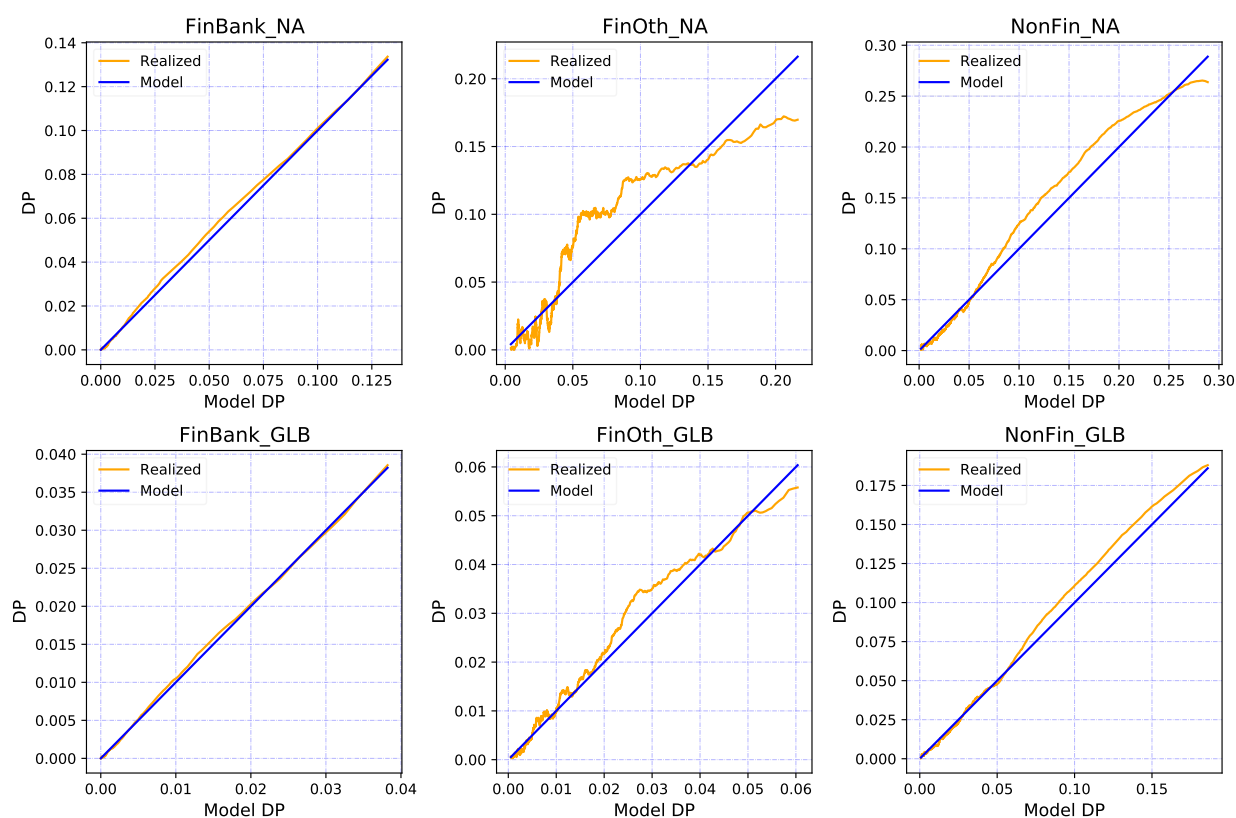 FinBank_NA
Realized
Model
0.14
0.12
0.10
0.08
0.06
0.04
0.02
0.00
DP
0.000 0.025 0.050 0.075 0.100 0.125
Model DP
FinOth_NA
Realized
Model
0.20
0.15
0.10
0.05
0.00
DP
0.00 0.05 0.10 0.15 0.20
Model DP
NonFin_NA
Realized
Model
0.30
0.25
0.20
0.15
0.10
0.05
0.00
DP
0.00 0.05 0.10 0.15 0.20 0.25 0.30
Model DP
FinBank_GLB
Realized
Model
0.040
0.035
0.030
0.025
0.020
0.015
0.010
0.005
0.000
DP
0.00 0.01 0.02 0.03 0.04
Model DP
FinOth_GLB
Realized
Model
0.06
0.05
0.04
0.03
0.02
0.01
0.00
DP
0.00 0.01 0.02 0.03 0.04 0.05 0.06
Model DP
NonFin_GLB
Realized
Model
0.175
0.150
0.125
0.100
0.075
0.050
0.025
0.000
DP
0.00 0.05 0.10 0.15
Model DP